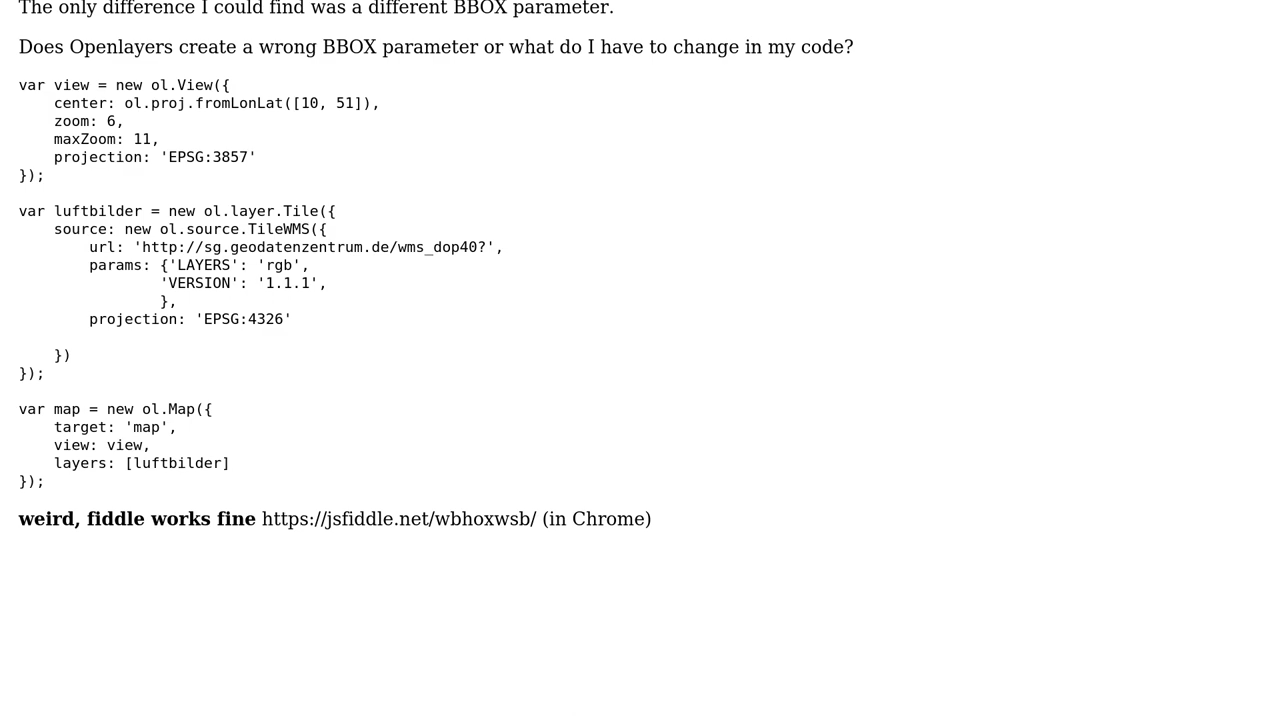 The only difference I could find was a different BBOX parameter.
Does Openlayers create a wrong BBOX parameter or what do I have to change in my code?
var view = new ol.View({
    center: ol.proj.fromLonLat([10, 51]),
    zoom: 6,
    maxZoom: 11,
    projection: 'EPSG:3857'
});
var luftbilder = new ol.layer.Tile({
    source: new ol.source.TileWMS({
        url: 'http://sg.geodatenzentrum.de/wms_dop40?',
        params: {'LAYERS': 'rgb',
                'VERSION': '1.1.1',
                },
        projection: 'EPSG:4326'
    })
});
var map = new ol.Map({
    target: 'map',
    view: view,
    layers: [luftbilder]
});
weird, fiddle works fine https://jsfiddle.net/wbhoxwsb/ (in Chrome)